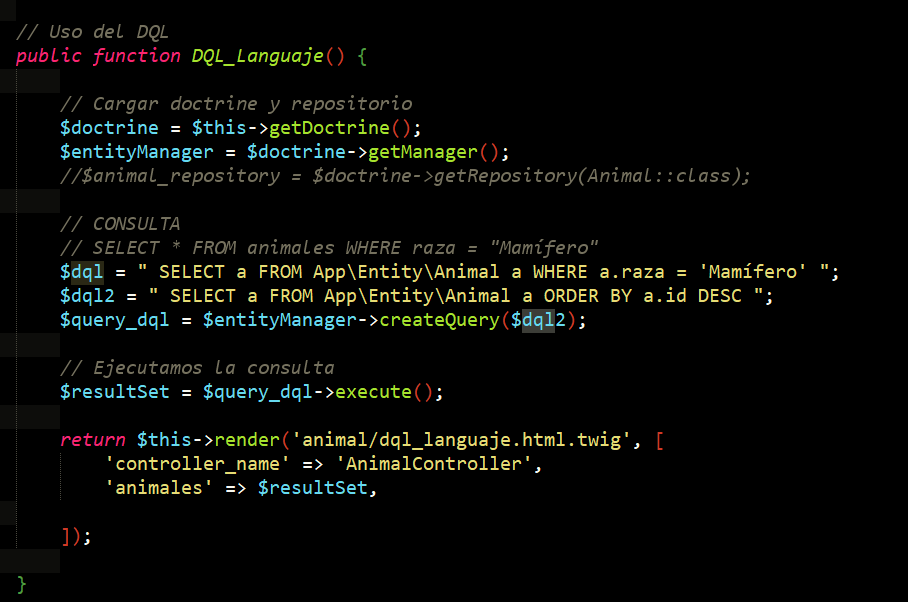 // Uso del DQL
public function DQL_Languaje() {
// Cargar doctrine y repositorio
$doctrine = $this->getDoctrine();
$entityManager = $doctrine->getManager();
//$animal_repository = $doctrine->getRepository(Animal::class);
// CONSULTA
// SELECT * FROM animales WHERE raza = "Mamífero"
$dql = " SELECT a FROM App\Entity\Animal a WHERE a.raza = 'Mamífero' ";
$dql2 = " SELECT a FROM App\Entity\Animal a ORDER BY a.id DESC ";
$query_dql = $entityManager->createQuery($dql2);
// Ejecutamos la consulta
$resultSet = $query_dql->execute();
return $this->render('animal/dql_languaje.html.twig', [
'controller_name' => 'AnimalController',
'animales' => $resultSet,
]);
}